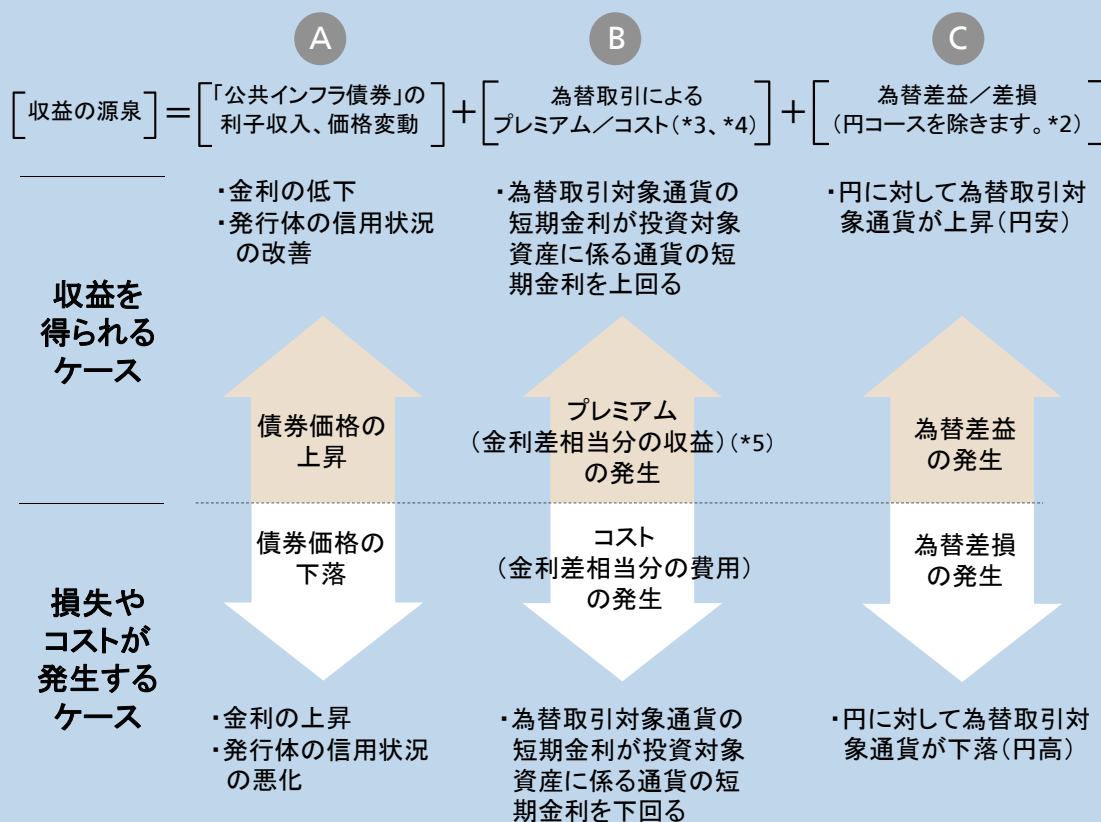 A
B
C
[収益の源泉]=[「公共インフラ債券」の
利子収入、価格変動]+[為替取引による
プレミアム/コスト(*3、*4)]+[為替差益/差損
(円コースを除きます。*2)]
収益を
得られる
ケース
・金利の低下
・発行体の信用状況
の改善
債券価格の
上昇
・為替取引対象通貨の
短期金利が投資対象
資産に係る通貨の短
期金利を上回る
プレミアム
(金利差相当分の収益)(*5)
の発生
・円に対して為替取引対
象通貨が上昇(円安)
為替差益
の発生
損失や
コストが
発生する
ケース
債券価格の
下落
・金利の上昇
・発行体の信用状況
の悪化
コスト
(金利差相当分の費用)
の発生
・為替取引対象通貨の
短期金利が投資対象
資産に係る通貨の短
期金利を下回る
為替差損
の発生
・円に対して為替取引対
象通貨が下落(円高)